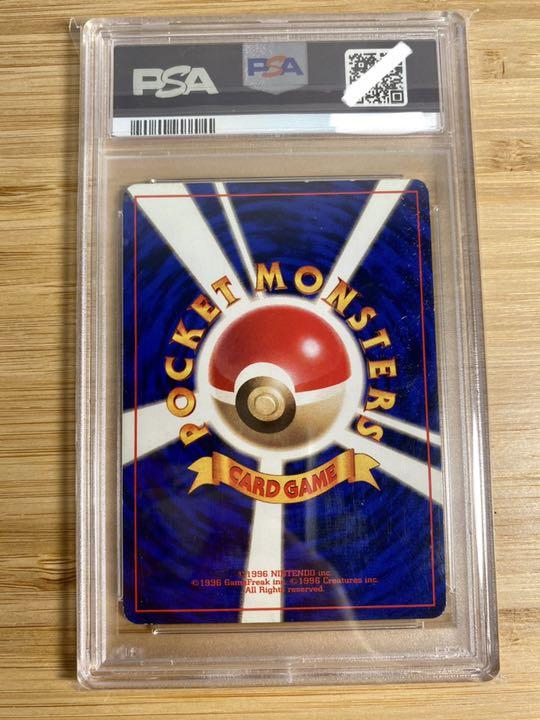 PSA
PSA
POCKET MONSTERS
CARD GAME
©1996 NINTENDO inc.
©1996 GameFreak inc. ©1996 Creatures inc.
All Rights reserved.
PSA